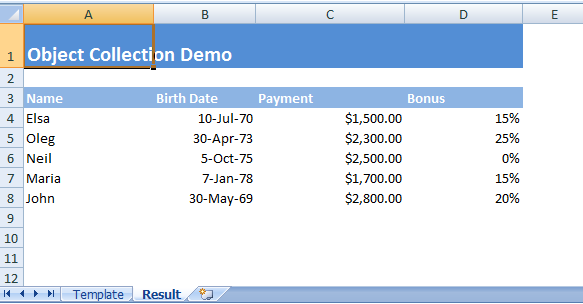 A B C D E
1 Object Collection Demo
2
3 Name Birth Date Payment Bonus
4 Elsa 10-Jul-70 $1,500.00 15%
5 Oleg 30-Apr-73 $2,300.00 25%
6 Neil 5-Oct-75 $2,500.00 0%
7 Maria 7-Jan-78 $1,700.00 15%
8 John 30-May-69 $2,800.00 20%
9
10
11
12
Template Result